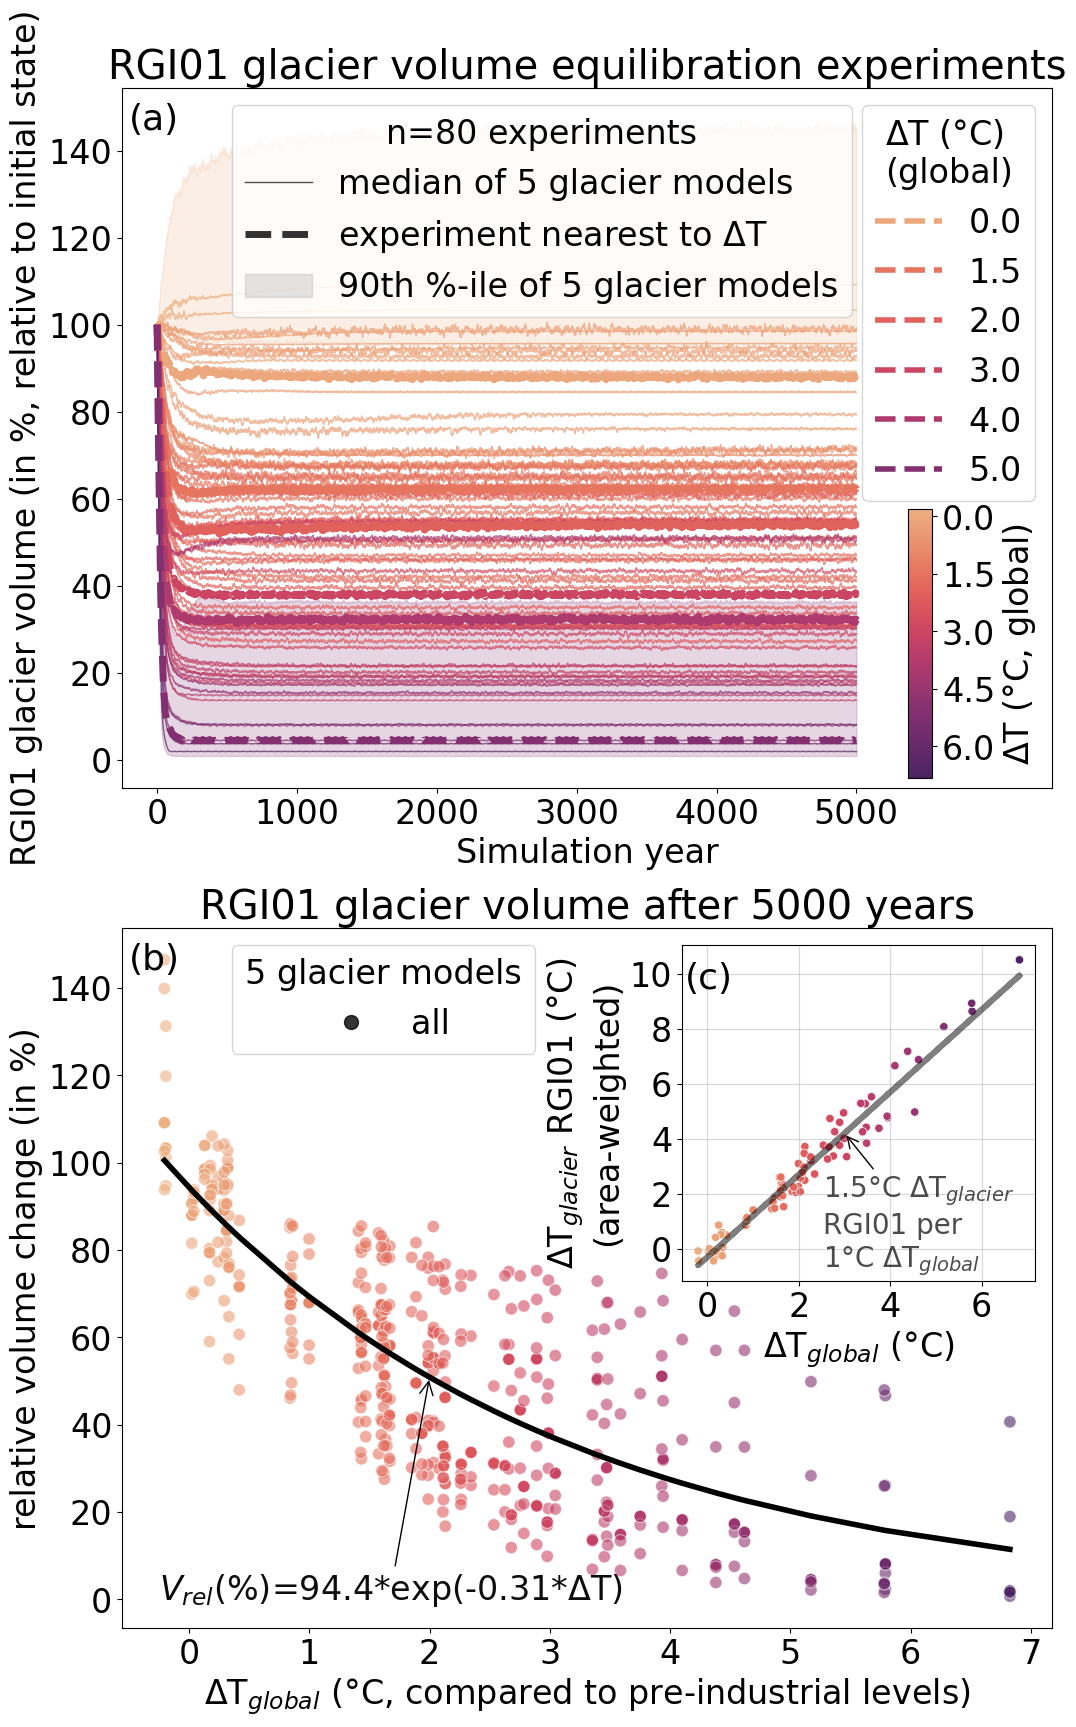 RGI01 glacier volume equilibration experiments
(a)
RGI01 glacier volume (in %, relative to initial state)
140
120
100
80
60
40
20
0
n=80 experiments
median of 5 glacier models
experiment nearest to ΔT
90th %-ile of 5 glacier models
ΔT (°C)
(global)
0.0
1.5
2.0
3.0
4.0
5.0
0.0
1.5
3.0
4.5
6.0
ΔT (°C, global)
0
1000
2000
3000
4000
5000
Simulation year
RGI01 glacier volume after 5000 years
(b)
relative volume change (in %)
140
120
100
80
60
40
20
0
5 glacier models
all
V_rel(%)=94.4*exp(-0.31*ΔT)
0
1
2
3
4
5
6
7
ΔT_global (°C, compared to pre-industrial levels)
(c)
ΔT_glacier RGI01 (°C)
(area-weighted)
10
8
6
4
2
0
1.5°C ΔT_glacier
RGI01 per
1°C ΔT_global
0
2
4
6
ΔT_global (°C)